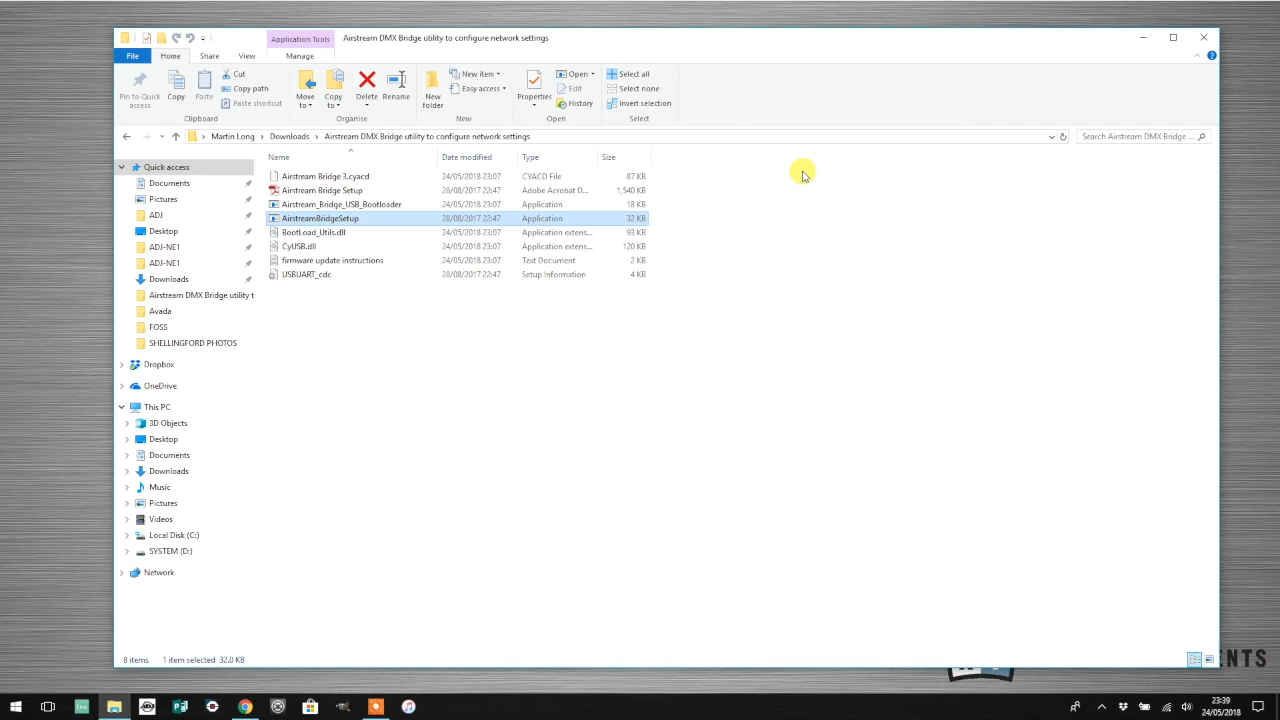 Application Tools
Airstream DMX Bridge utility to configure network settings
File
Home
Share
View
Manage
Pin to Quick access
Copy
Paste
Cut
Copy path
Paste shortcut
Move to
Copy to
Delete
Rename
New folder
New item
Easy access
Properties
Open
Edit
History
Select all
Select none
Invert selection
Clipboard
Organise
New
Open
Select
Martin Long > Downloads > Airstream DMX Bridge utility to configure network settings
Search Airstream DMX Bridge ...
Name
Date modified
Type
Size
Airstream Bridge 3.cyacd 24/05/2018 23:07 CYACD File 87 KB
Airstream Bridge Setup 28/08/2017 22:47 Adobe Acrobat D... 1,540 KB
Airstream_Bridge_USB_Bootloader 24/05/2018 23:07 Application 18 KB
AirstreamBridgeSetup 28/08/2017 22:47 Application 32 KB
BootLoad_Utils.dll 24/05/2018 23:07 Application extens... 93 KB
CyUSB.dll 24/05/2018 23:07 Application extens... 120 KB
firmware update instructions 24/05/2018 23:07 Text Document 2 KB
USBUART_cdc 28/08/2017 22:47 Setup Information 4 KB
Quick access
Documents
Pictures
ADJ
Desktop
ADJ-NE1
ADJ-NE1
Downloads
Airstream DMX Bridge utility t
Avada
FOSS
SHELLINGFORD PHOTOS
Dropbox
OneDrive
This PC
3D Objects
Desktop
Documents
Downloads
Music
Pictures
Videos
Local Disk (C:)
SYSTEM (D:)
Network
8 items
1 item selected 32.0 KB
ENTS
Live
23:39
24/05/2018